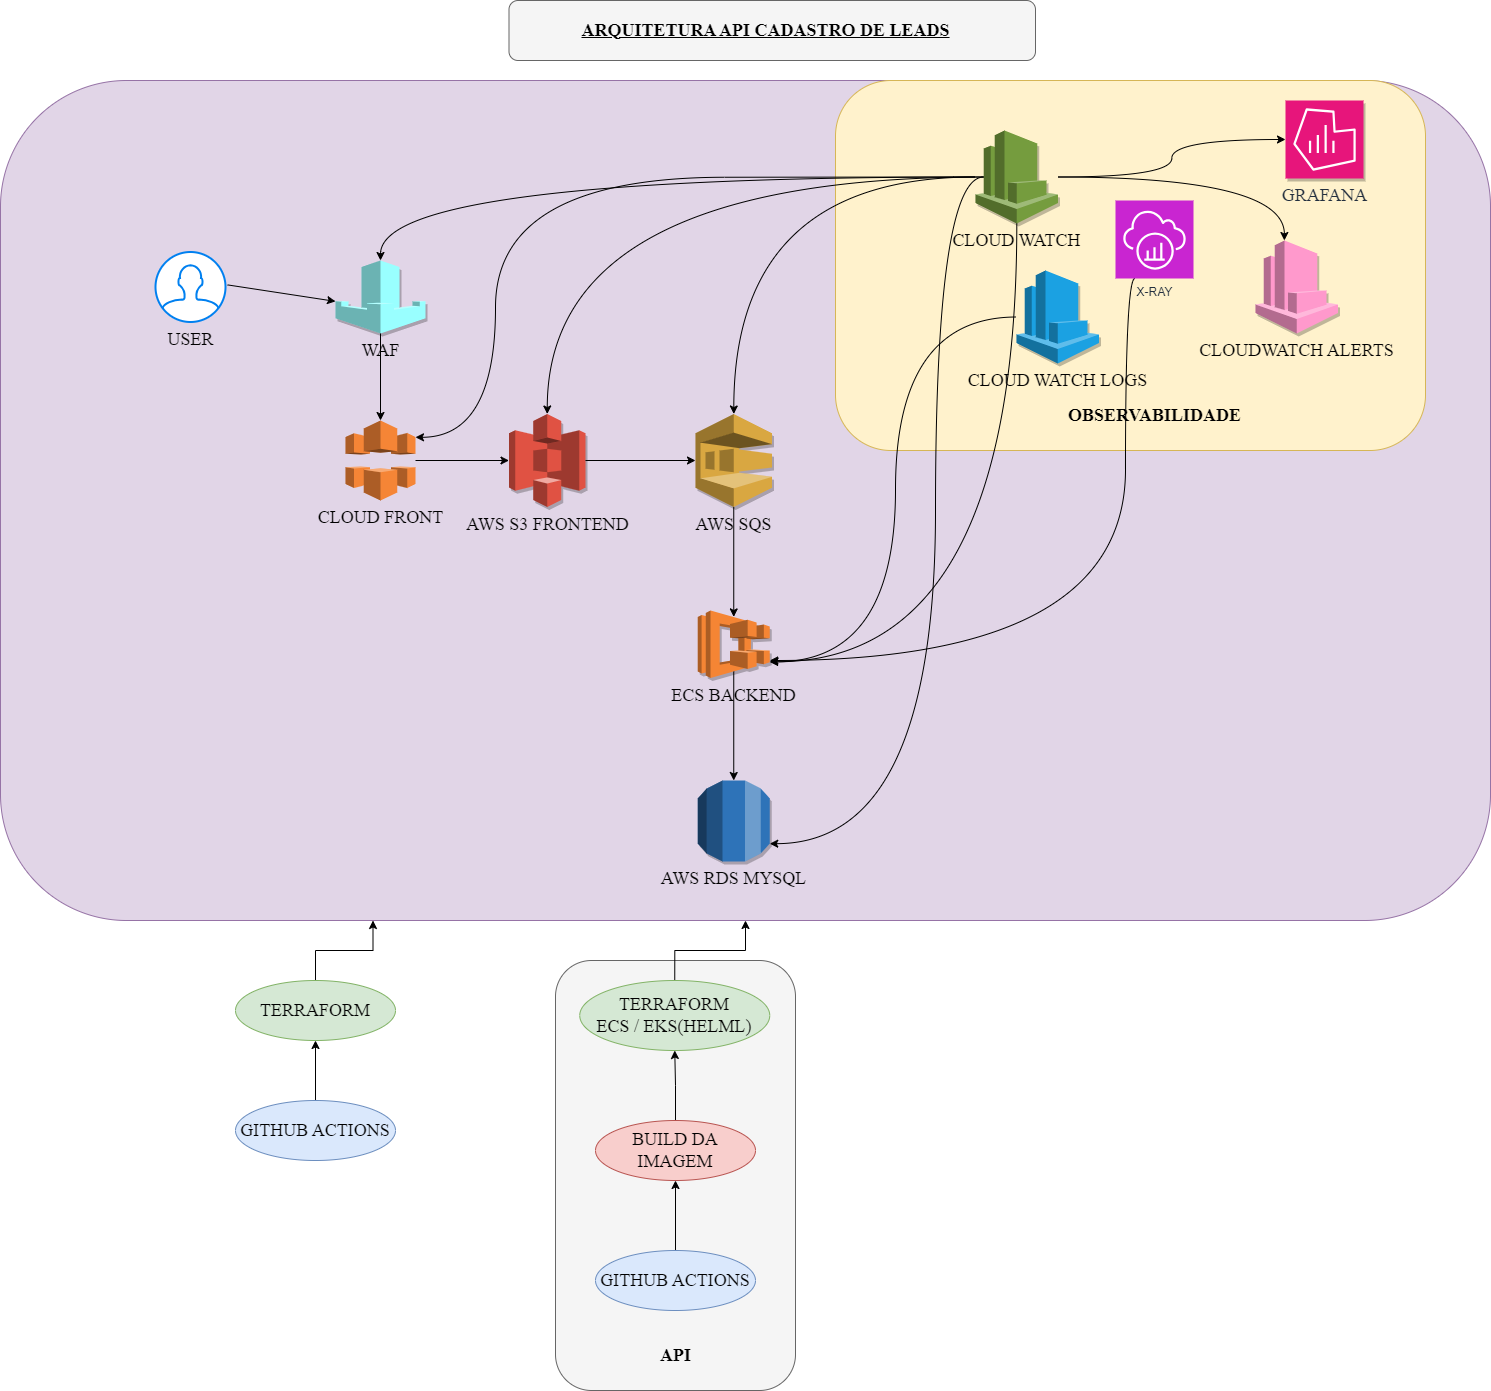 ARQUITETURA API CADASTRO DE LEADS
GRAFANA
CLOUD WATCH
X-RAY
USER
WAF
CLOUDWATCH ALERTS
CLOUD WATCH LOGS
OBSERVABILIDADE
CLOUD FRONT
AWS S3 FRONTEND
AWS SQS
ECS BACKEND
AWS RDS MYSQL
TERRAFORM
GITHUB ACTIONS
TERRAFORM
ECS / EKS(HELML)
BUILD DA
IMAGEM
GITHUB ACTIONS
API